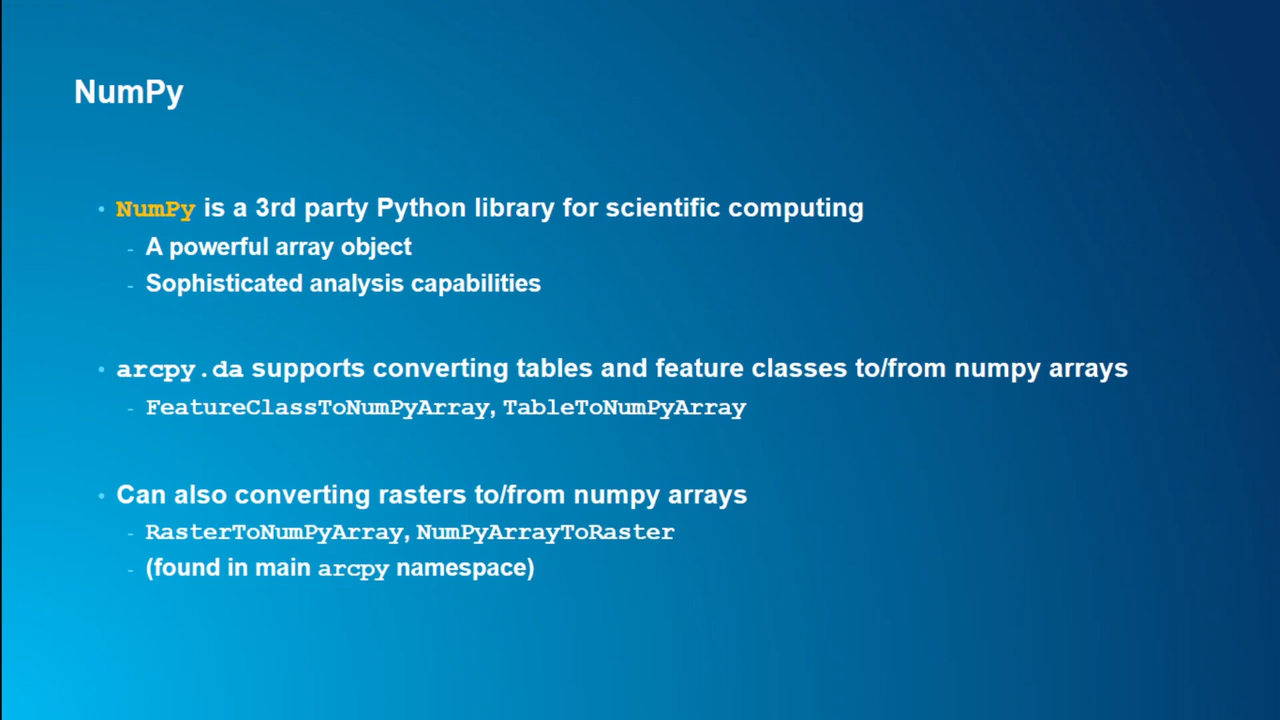 NumPy
• NumPy is a 3rd party Python library for scientific computing
- A powerful array object
- Sophisticated analysis capabilities
• arcpy.da supports converting tables and feature classes to/from numpy arrays
- FeatureClassToNumPyArray, TableToNumPyArray
• Can also converting rasters to/from numpy arrays
- RasterToNumPyArray, NumPyArrayToRaster
- (found in main arcpy namespace)